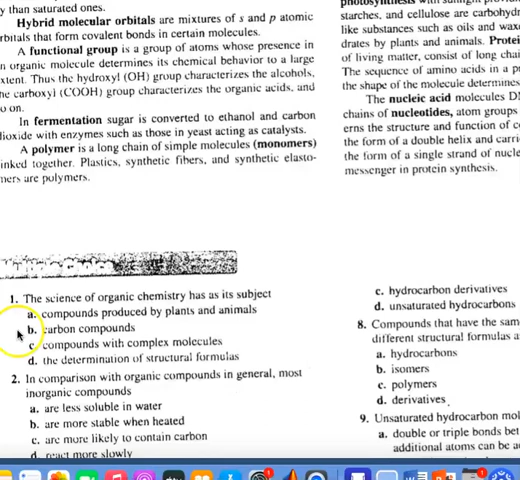 y than saturated ones.
Hybrid molecular orbitals are mixtures of s and p atomic
rbitals that form covalent bonds in certain molecules.
A functional group is a group of atoms whose presence in
n organic molecule determines its chemical behavior to a large
xtent. Thus the hydroxyl (OH) group characterizes the alcohols,
he carboxyl (COOH) group characterizes the organic acids, and
o on.
In fermentation sugar is converted to ethanol and carbon
lioxide with enzymes such as those in yeast acting as catalysts.
A polymer is a long chain of simple molecules (monomers)
inked together. Plastics, synthetic fibers, and synthetic elasto-
mers are polymers.
Multiple Choice
1. The science of organic chemistry has as its subject
a. compounds produced by plants and animals
b. carbon compounds
c. compounds with complex molecules
d. the determination of structural formulas
2. In comparison with organic compounds in general, most
inorganic compounds
a. are less soluble in water
b. are more stable when heated
c. are more likely to contain carbon
d. react more slowly
starches, and cellulose are carbohydr
like substances such as oils and wax
drates by plants and animals. Protei
of living matter, consist of long chai
The sequence of amino acids in a p
the shape of the molecule determines
The nucleic acid molecules D
chains of nucleotides, atom groups
erns the structure and function of c
the form of a double helix and carri
the form of a single strand of nucle
messenger in protein synthesis.
c. hydrocarbon derivatives
d. unsaturated hydrocarbons
8. Compounds that have the sam
different structural formulas a
a. hydrocarbons
b. isomers
c. polymers
d. derivatives
9. Unsaturated hydrocarbon mol
a. double or triple bonds bet
additional atoms can be a